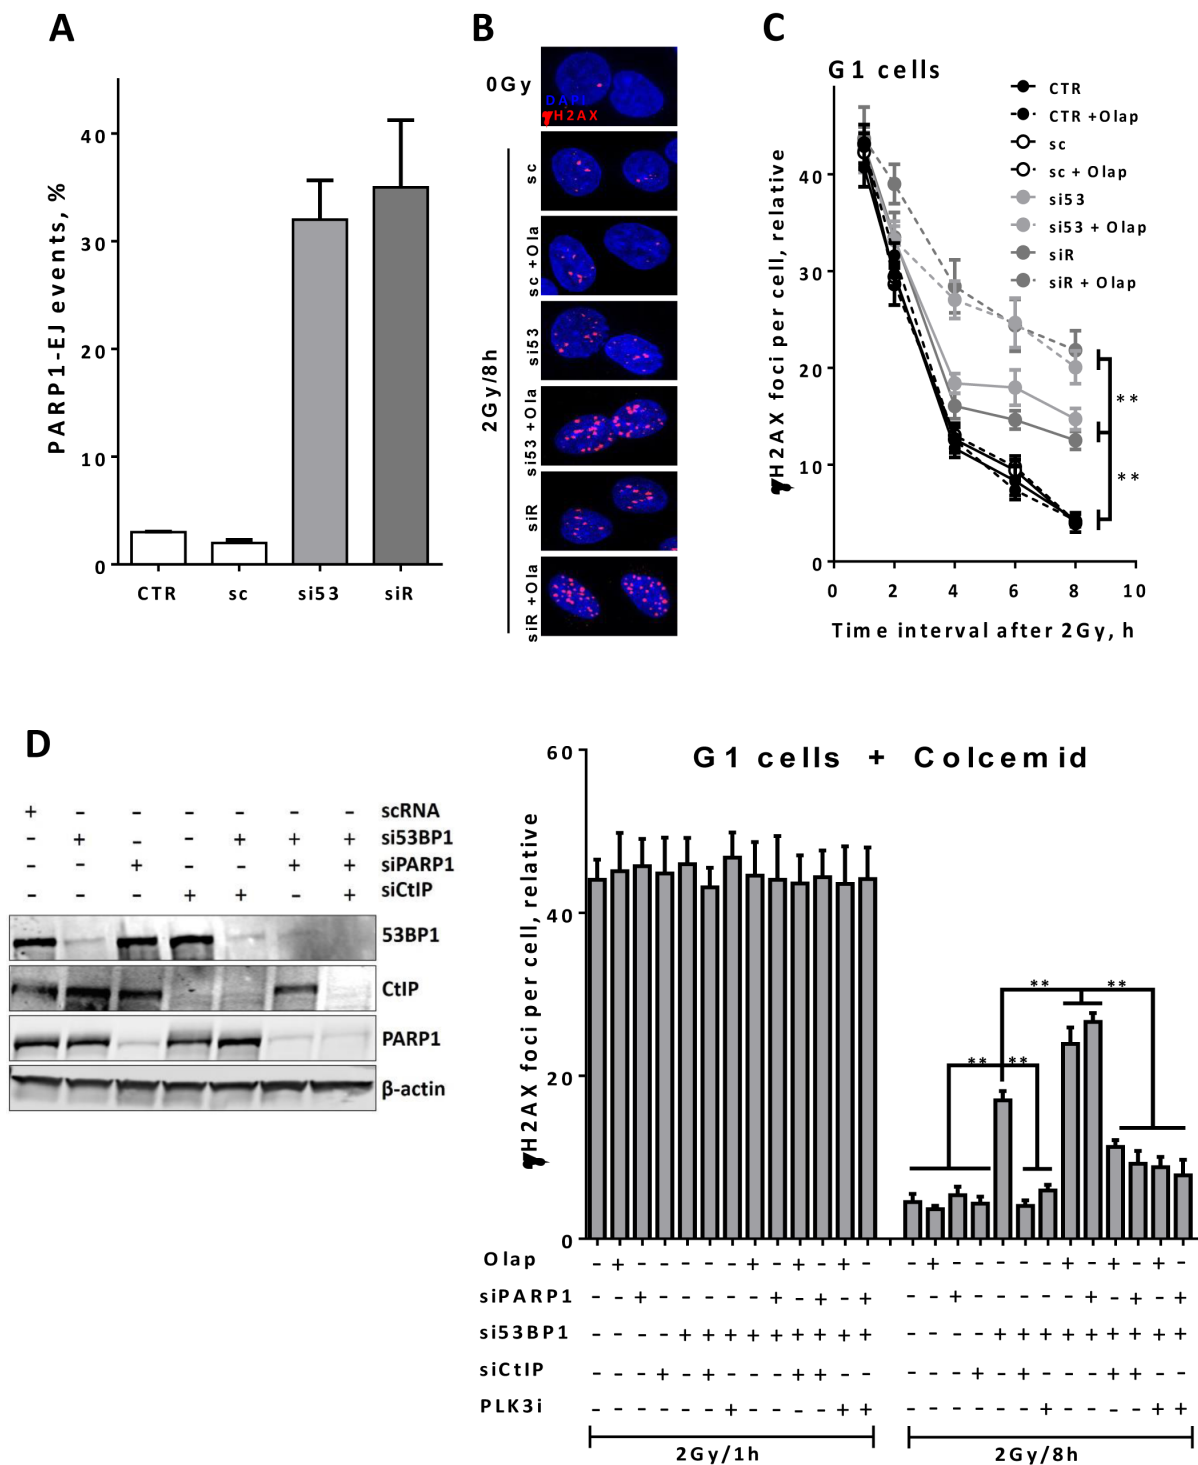 A
PARP1-EJ events, %
40
30
20
10
0
CTR sc si53 siR
B
0Gy
DAPI
γH2AX
2Gy/8h
sc
sc +Ola
si53
si53 +Ola
siR
siR +Ola
C
G1 cells
CTR
CTR +Olap
sc
sc + Olap
si53
si53 + Olap
siR
siR + Olap
γH2AX foci per cell, relative
40
30
20
10
0
**
**
0 2 4 6 8 10
Time interval after 2Gy, h
D
+ - - - - - - scRNA
- + - - + + + si53BP1
- - + - - + + siPARP1
- - - + + - + siCtIP
53BP1
CtIP
PARP1
β-actin
G1 cells + Colcemid
γH2AX foci per cell, relative
60
40
20
0
** **
** **
Olap - + - - - - - + - + - + - - + - - - - - + - + - + -
siPARP1 - - + - - - - - + - + - + - - + - - - - - + - + - +
si53BP1 - - - - + + + + + + + + + - - - - + + + + + + + + +
siCtIP - - - + - + - - - + + - - - - - + - + - - - + + - -
PLK3i - - - - - - + - - - - + + - - - - - - + - - - - + +
2Gy/1h 2Gy/8h